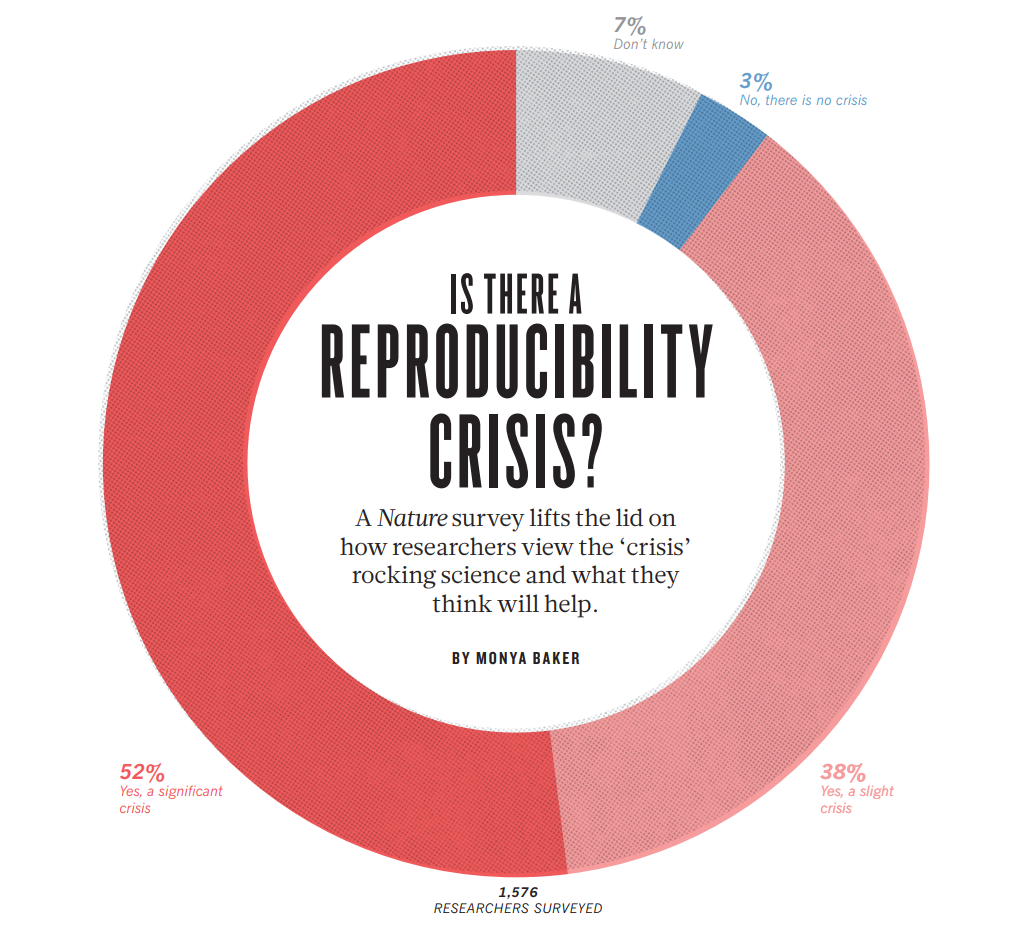 7%
Don't know
3%
No, there is no crisis
IS THERE A
REPRODUCIBILITY
CRISIS?
A Nature survey lifts the lid on
how researchers view the ‘crisis’
rocking science and what they
think will help.
BY MONYA BAKER
52%
Yes, a significant
crisis
38%
Yes, a slight
crisis
1,576
RESEARCHERS SURVEYED